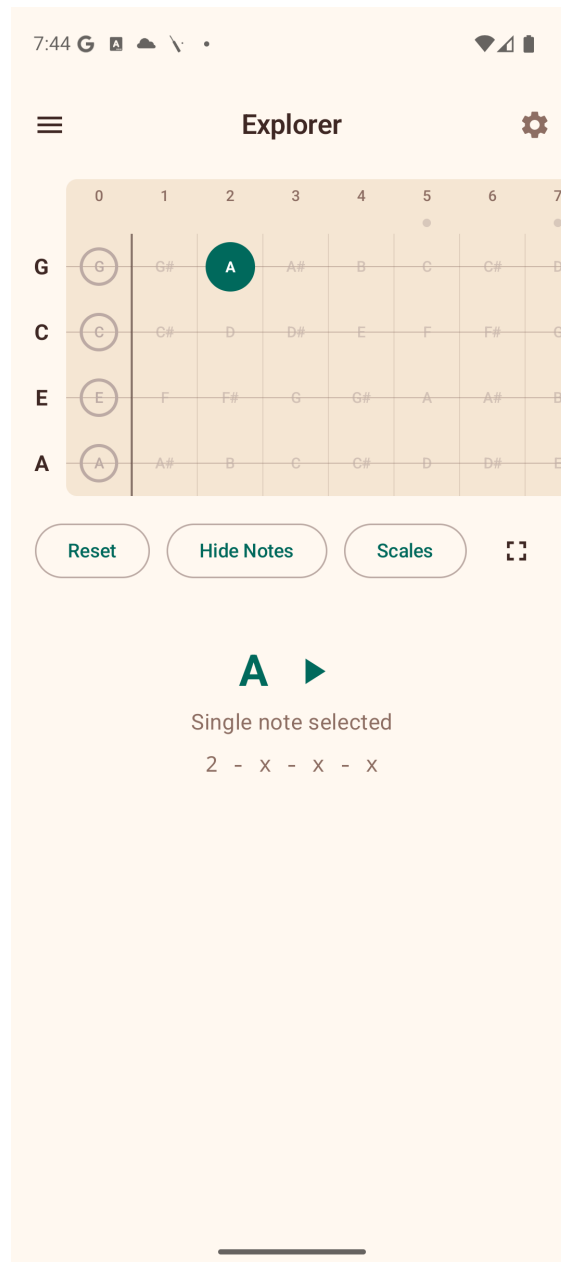 7:44
Explorer
0 1 2 3 4 5 6 7
G G G# A A# B C C# D
C C C# D D# E F F# G
E E F F# G G# A A# B
A A A# B C C# D D# E
Reset Hide Notes Scales
A
Single note selected
2 - x - x - x